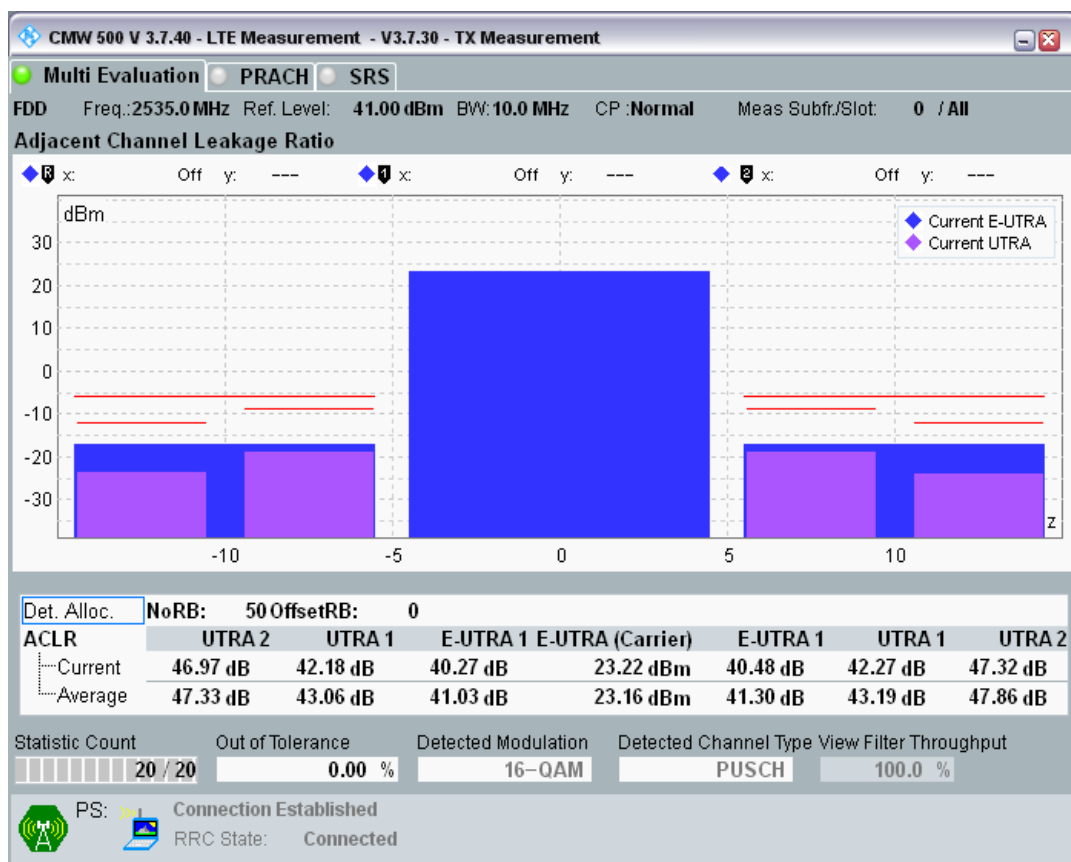 CMW 500 V 3.7.40 - LTE Measurement - V3.7.30 - TX Measurement
Multi Evaluation PRACH SRS
FDD Freq.:2535.0 MHz Ref. Level: 41.00 dBm BW:10.0 MHz CP :Normal Meas Subfr./Slot: 0 / All
Adjacent Channel Leakage Ratio
R x: Off y: --- 1 x: Off y: --- 2 x: Off y: ---
dBm
Current E-UTRA
Current UTRA
30
20
10
0
-10
-20
-30
z
-10 -5 0 5 10
Det. Alloc. NoRB: 50 OffsetRB: 0
ACLR UTRA 2 UTRA 1 E-UTRA 1 E-UTRA (Carrier) E-UTRA 1 UTRA 1 UTRA 2
Current 46.97 dB 42.18 dB 40.27 dB 23.22 dBm 40.48 dB 42.27 dB 47.32 dB
Average 47.33 dB 43.06 dB 41.03 dB 23.16 dBm 41.30 dB 43.19 dB 47.86 dB
Statistic Count Out of Tolerance Detected Modulation Detected Channel Type View Filter Throughput
20 / 20 0.00 % 16-QAM PUSCH 100.0 %
PS: Connection Established
RRC State: Connected